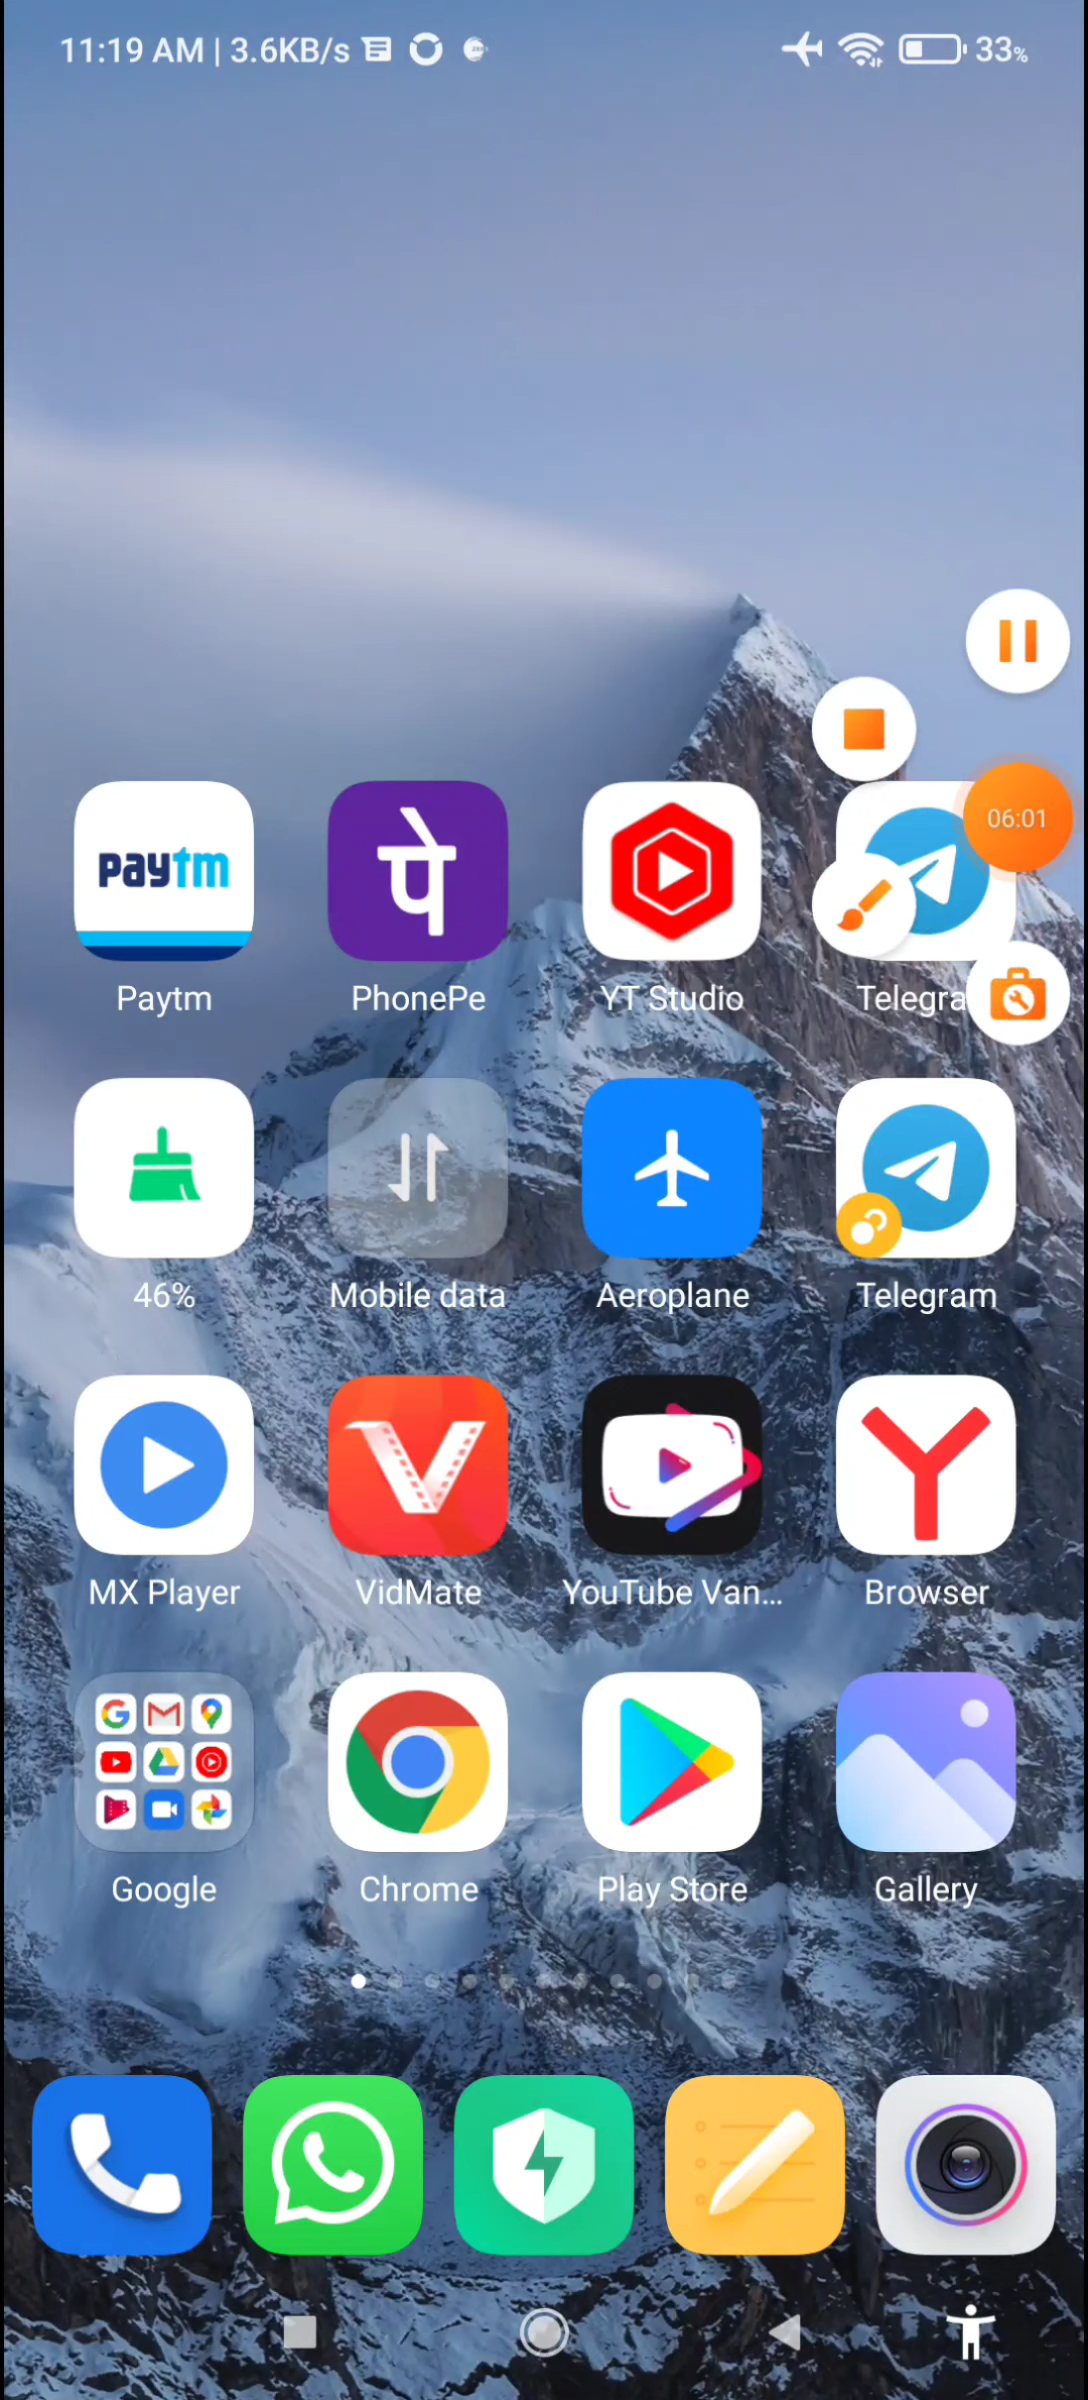 11:19 AM | 3.6KB/s 33%
06:01
paytm पे
Paytm PhonePe YT Studio Telegra
46% Mobile data Aeroplane Telegram
MX Player VidMate YouTube Van... Browser
Google Chrome Play Store Gallery